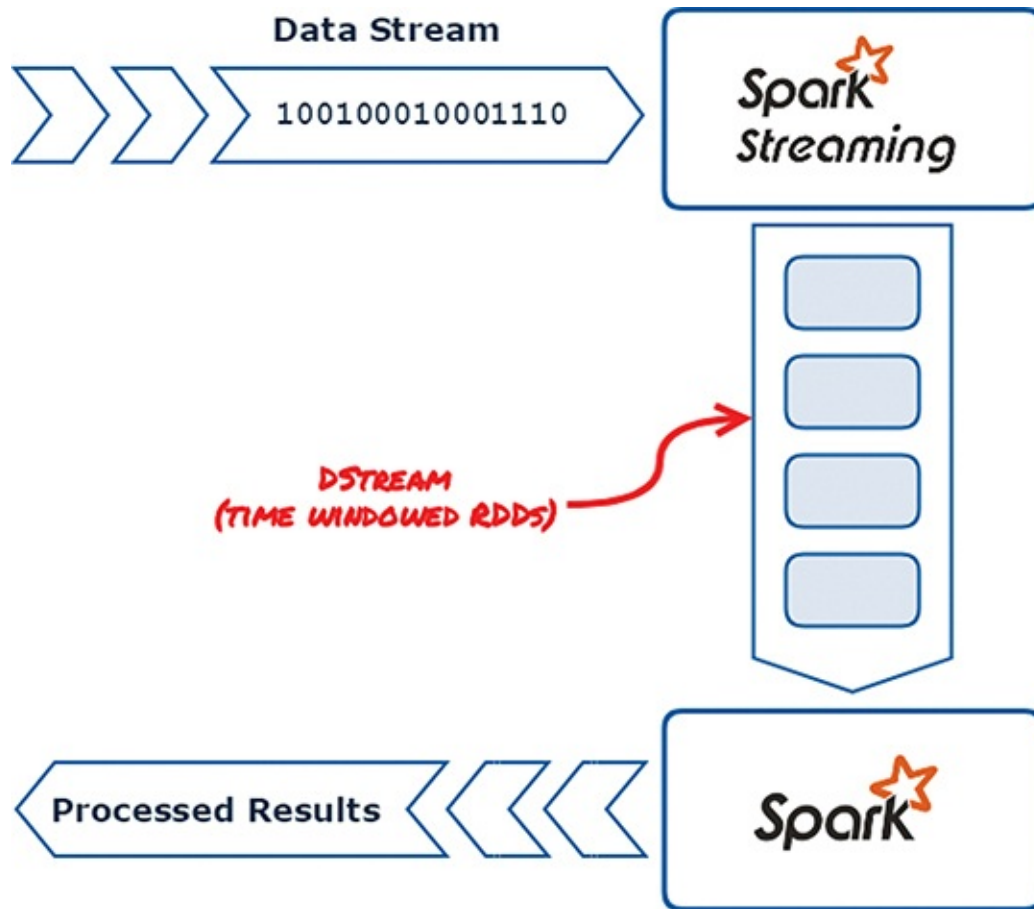 Data Stream
100100010001110
Spark
Streaming
DStream
(TIME WINDOWED RDDs)
Processed Results
Spark